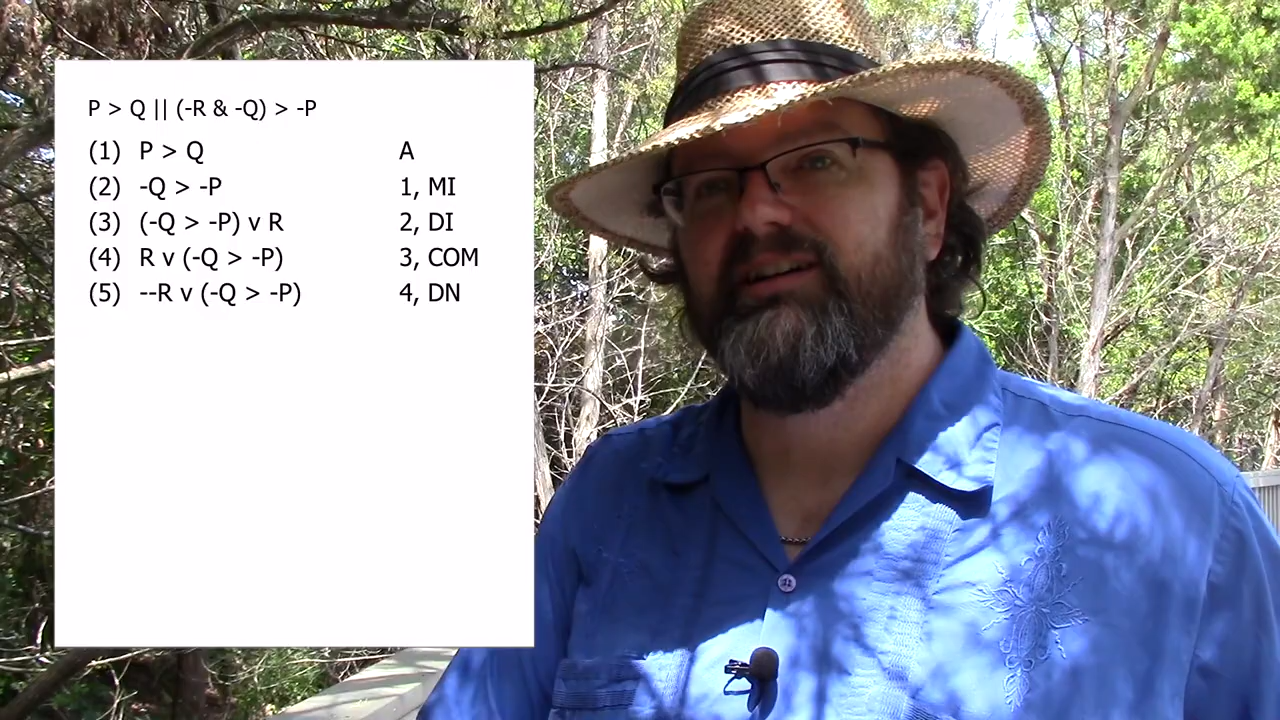 P > Q || (-R & -Q) > -P
(1) P > Q A
(2) -Q > -P 1, MI
(3) (-Q > -P) v R 2, DI
(4) R v (-Q > -P) 3, COM
(5) --R v (-Q > -P) 4, DN